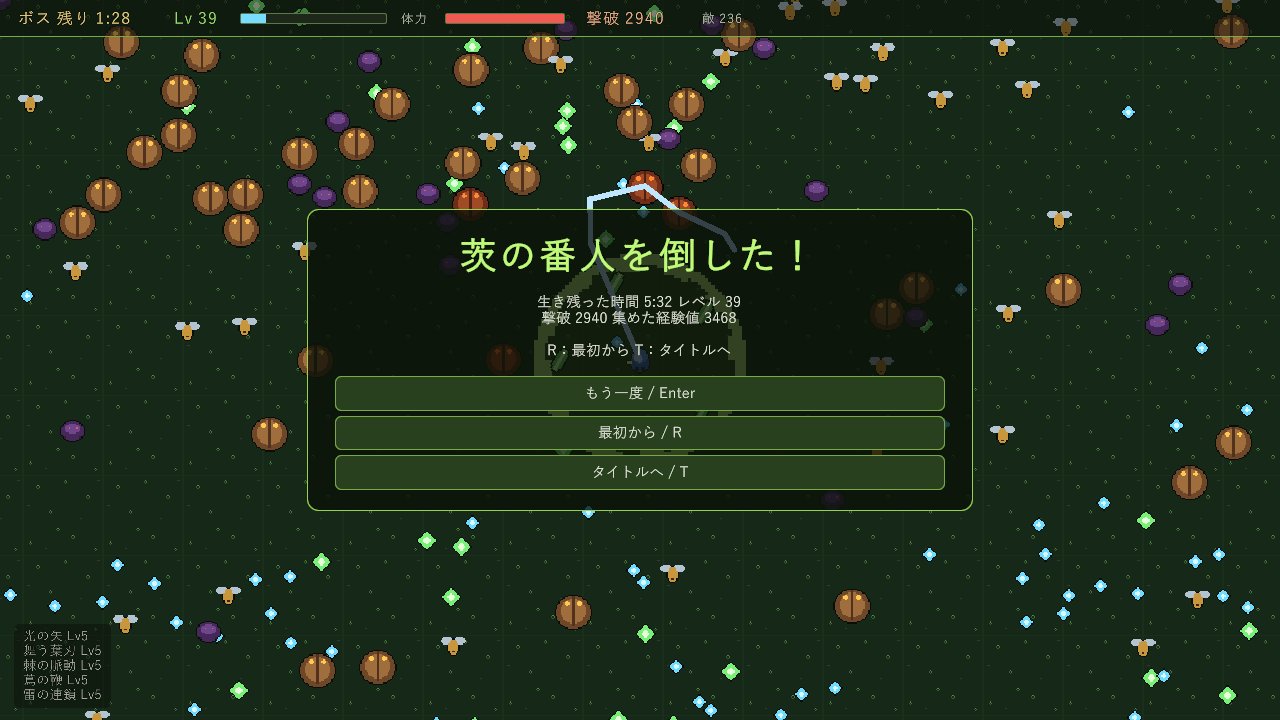 ボス 残り 1:28 Lv 39 体力 撃破 2940 敵 236
茨の番人を倒した！
生き残った時間 5:32 レベル 39
撃破 2940 集めた経験値 3468
R：最初から T：タイトルへ
もう一度 / Enter
最初から / R
タイトルへ / T
光の矢 Lv5
舞う葉刃 Lv5
棘の脈動 Lv5
蔦の鞭 Lv5
雷の連鎖 Lv5